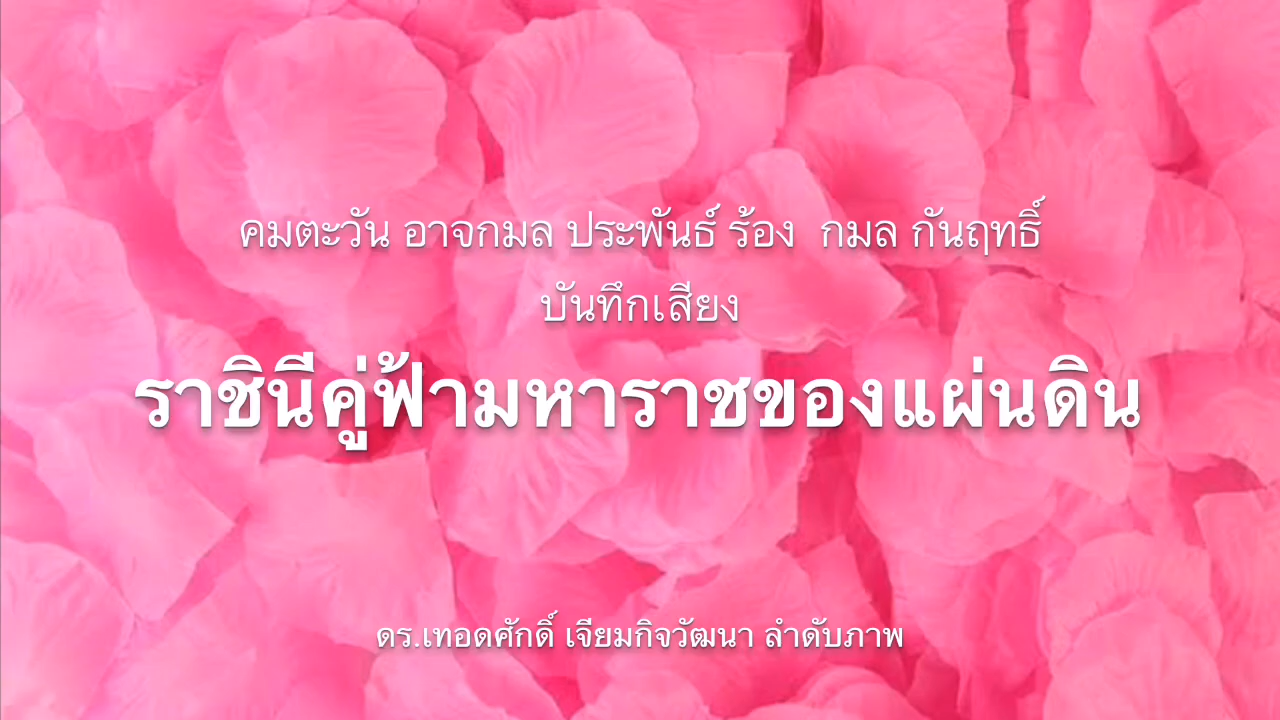 คมตะวัน อาจกมล ประพันธ์ ร้อง  กมล กันฤทธิ์
บันทึกเสียง
ราชินีคู่ฟ้ามหาราชของแผ่นดิน
ดร.เทอดศักดิ์ เจียมกิจวัฒนา ลำดับภาพ